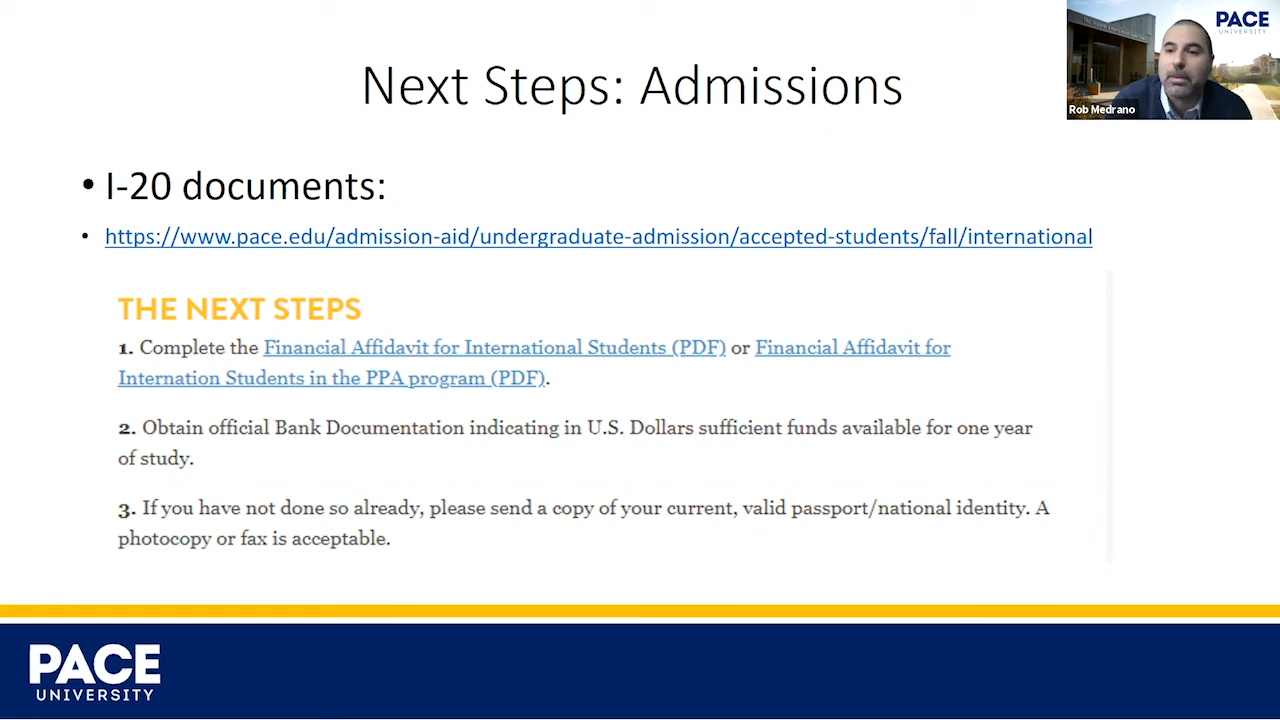 PACE
UNIVERSITY
Rob Medrano
Next Steps: Admissions
• I-20 documents:
• https://www.pace.edu/admission-aid/undergraduate-admission/accepted-students/fall/international
THE NEXT STEPS
1. Complete the Financial Affidavit for International Students (PDF) or Financial Affidavit for
Internation Students in the PPA program (PDF).
2. Obtain official Bank Documentation indicating in U.S. Dollars sufficient funds available for one year
of study.
3. If you have not done so already, please send a copy of your current, valid passport/national identity. A
photocopy or fax is acceptable.
PACE
UNIVERSITY